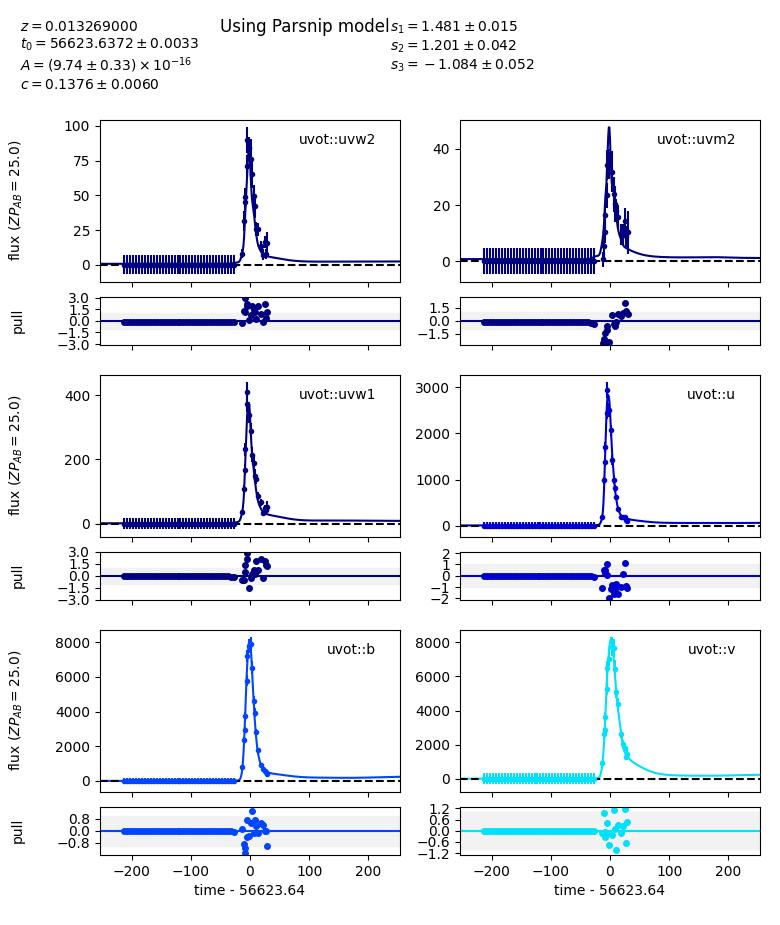 Using Parsnip model
z = 0.013269000
t0 = 56623.6372 ± 0.0033
A = (9.74 ± 0.33) × 10^−16
c = 0.1376 ± 0.0060
s1 = 1.481 ± 0.015
s2 = 1.201 ± 0.042
s3 = −1.084 ± 0.052
flux (ZP_AB = 25.0)
100
75
50
25
0
uvot::uvw2
40
20
0
uvot::uvm2
pull
3.0
1.5
0.0
−1.5
−3.0
1.5
0.0
−1.5
flux (ZP_AB = 25.0)
400
200
0
uvot::uvw1
3000
2000
1000
0
uvot::u
pull
3.0
1.5
0.0
−1.5
−3.0
2
1
0
−1
−2
flux (ZP_AB = 25.0)
8000
6000
4000
2000
0
uvot::b
8000
6000
4000
2000
0
uvot::v
pull
0.8
0.0
−0.8
1.2
0.6
0.0
−0.6
−1.2
−200 −100 0 100 200
−200 −100 0 100 200
time - 56623.64
time - 56623.64